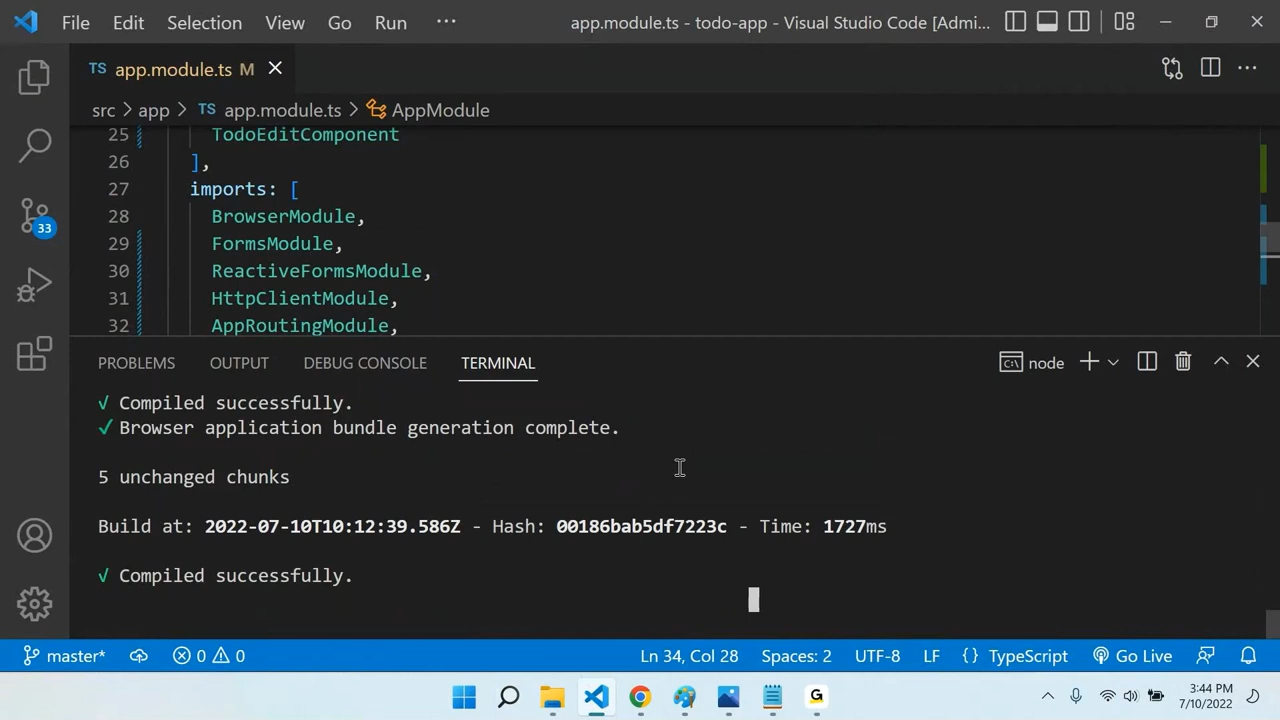 File Edit Selection View Go Run ··· app.module.ts - todo-app - Visual Studio Code [Admi...
TS app.module.ts M
src > app > TS app.module.ts > AppModule
25 TodoEditComponent
26 ],
27 imports: [
28 BrowserModule,
29 FormsModule,
30 ReactiveFormsModule,
31 HttpClientModule,
32 AppRoutingModule,
33
PROBLEMS OUTPUT DEBUG CONSOLE TERMINAL node
√ Compiled successfully.
✓ Browser application bundle generation complete.
5 unchanged chunks
Build at: 2022-07-10T10:12:39.586Z - Hash: 00186bab5df7223c - Time: 1727ms
√ Compiled successfully.
master* 0 0 Ln 34, Col 28 Spaces: 2 UTF-8 LF {} TypeScript Go Live
G
3:44 PM
7/10/2022